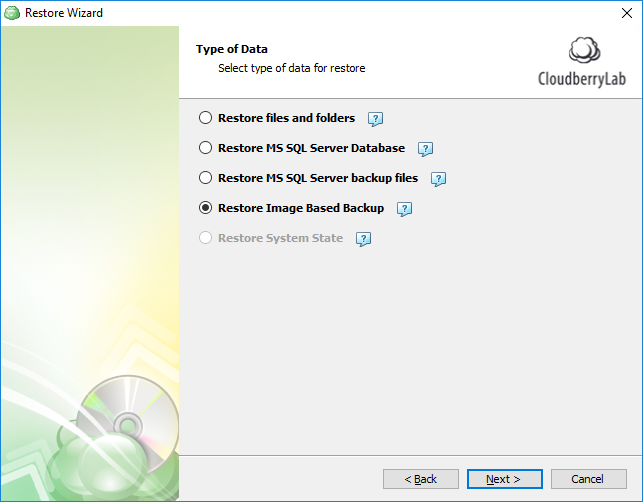 Restore Wizard
Type of Data
Select type of data for restore
CloudberryLab
Restore files and folders ?
Restore MS SQL Server Database ?
Restore MS SQL Server backup files ?
Restore Image Based Backup ?
Restore System State ?
< Back Next > Cancel